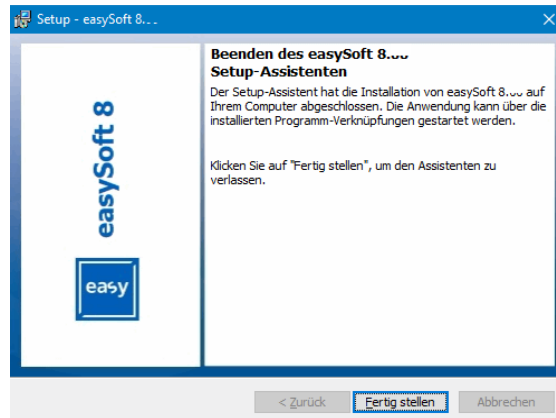 Setup - easySoft 8...
Beenden des easySoft 8.
Setup-Assistenten
Der Setup-Assistent hat die Installation von easySoft 8. auf
Ihrem Computer abgeschlossen. Die Anwendung kann über die
installierten Programm-Verknüpfungen gestartet werden.
Klicken Sie auf "Fertig stellen", um den Assistenten zu
verlassen.
easySoft 8
easy
< Zurück
Fertig stellen
Abbrechen